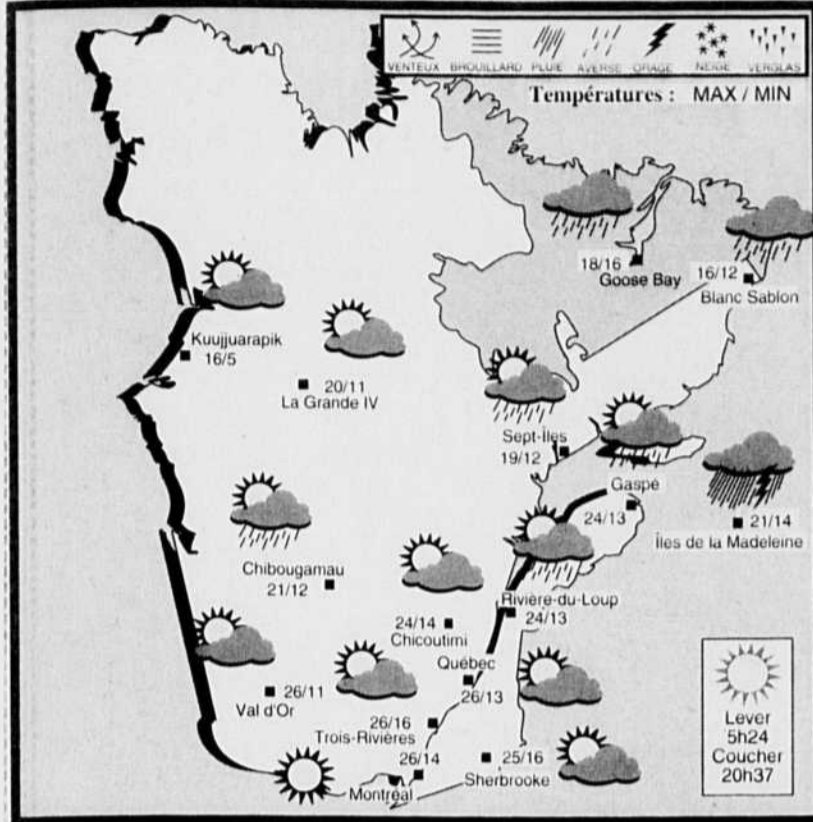 VENTEUX BROUILLARD PLUIE AVERSE ORAGE NEIGE VERGLAS
Températures : MAX / MIN
18/16
Goose Bay
16/12
Blanc Sablon
Kuujjuarapik
16/5
20/11
La Grande IV
Sept-Îles
19/12
Gaspé
24/13
21/14
Îles de la Madeleine
Chibougamau
21/12
24/14
Chicoutimi
Rivière-du-Loup
24/13
Québec
26/13
26/11
Val d'Or
26/16
Trois-Rivières
26/14
Montréal
25/16
Sherbrooke
Lever
5h24
Coucher
20h37